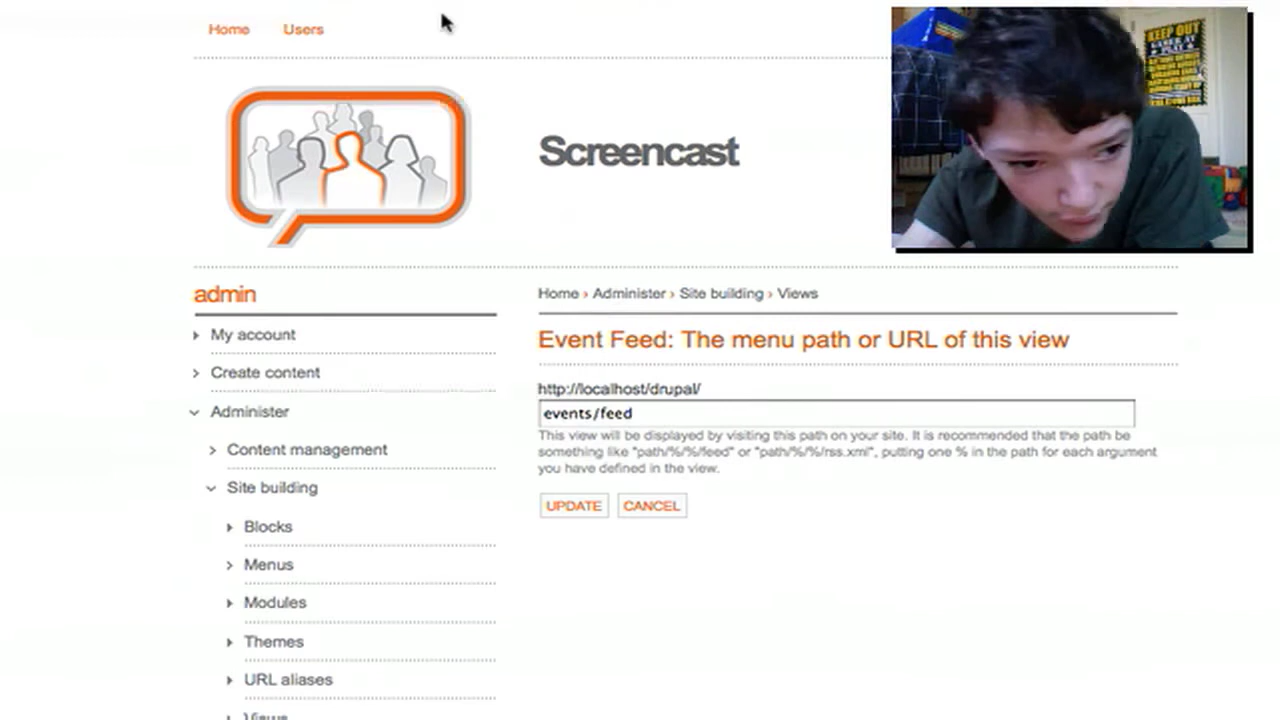 Home Users
KEEP OUT
Screencast
admin
My account
Create content
Administer
Content management
Site building
Blocks
Menus
Modules
Themes
URL aliases
Views
Home › Administer › Site building › Views
Event Feed: The menu path or URL of this view
http://localhost/drupal/
events/feed
This view will be displayed by visiting this path on your site. It is recommended that the path be
something like "path/%/%/feed" or "path/%/%/rss.xml", putting one % in the path for each argument
you have defined in the view.
UPDATE CANCEL